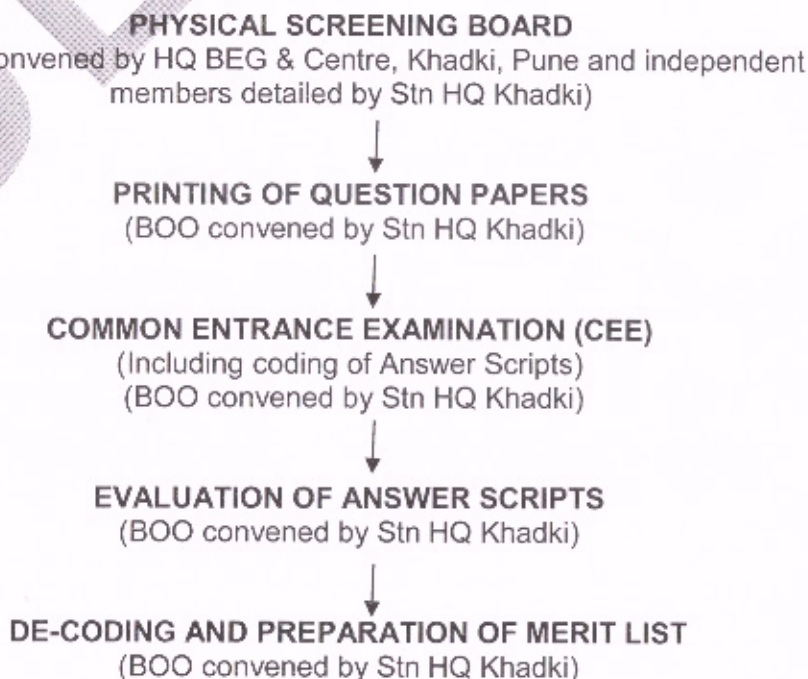 PHYSICAL SCREENING BOARD
onvened by HQ BEG & Centre, Khadki, Pune and independent
members detailed by Stn HQ Khadki)
PRINTING OF QUESTION PAPERS
(BOO convened by Stn HQ Khadki)
COMMON ENTRANCE EXAMINATION (CEE)
(Including coding of Answer Scripts)
(BOO convened by Stn HQ Khadki)
EVALUATION OF ANSWER SCRIPTS
(BOO convened by Stn HQ Khadki)
DE-CODING AND PREPARATION OF MERIT LIST
(BOO convened by Stn HQ Khadki)